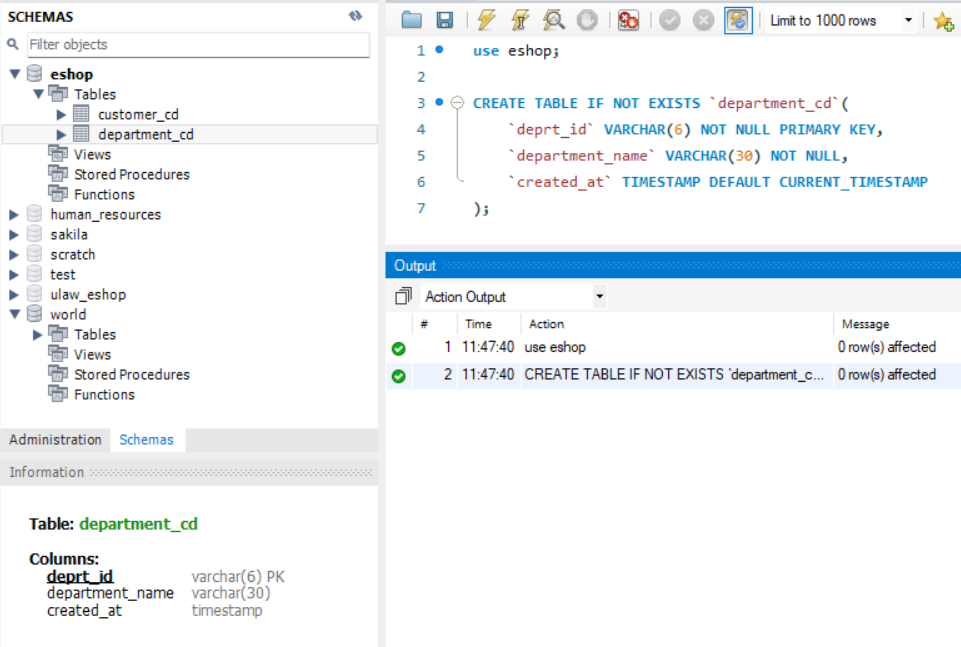 SCHEMAS
Filter objects
eshop
Tables
customer_cd
department_cd
Views
Stored Procedures
Functions
human_resources
sakila
scratch
test
ulaw_eshop
world
Tables
Views
Stored Procedures
Functions
Administration Schemas
Information
Table: department_cd
Columns:
deprt_id varchar(6) PK
department_name varchar(30)
created_at timestamp
Limit to 1000 rows
1 use eshop;
2
3 CREATE TABLE IF NOT EXISTS `department_cd`(
4 `deprt_id` VARCHAR(6) NOT NULL PRIMARY KEY,
5 `department_name` VARCHAR(30) NOT NULL,
6 `created_at` TIMESTAMP DEFAULT CURRENT_TIMESTAMP
7 );
Output
Action Output
# Time Action Message
1 11:47:40 use eshop 0 row(s) affected
2 11:47:40 CREATE TABLE IF NOT EXISTS `department_c... 0 row(s) affected